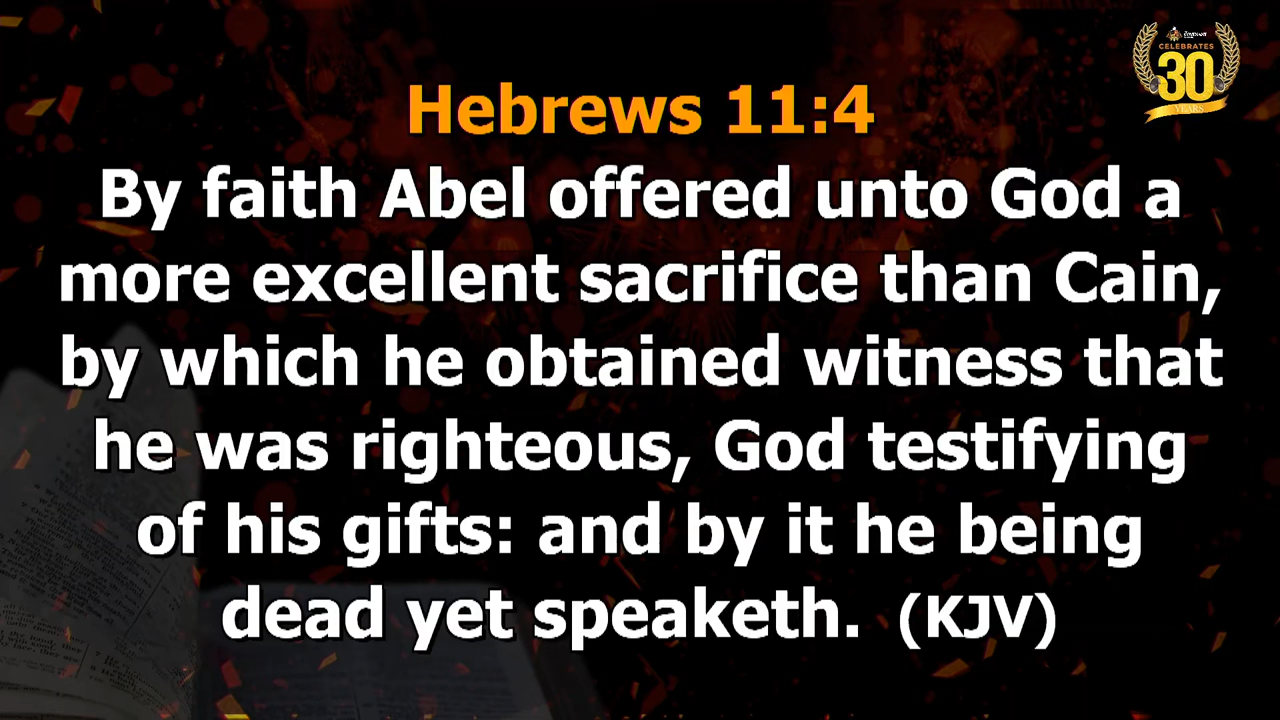 CELEBRATES
30
YEARS
Hebrews 11:4
By faith Abel offered unto God a
more excellent sacrifice than Cain,
by which he obtained witness that
he was righteous, God testifying
of his gifts: and by it he being
dead yet speaketh. (KJV)